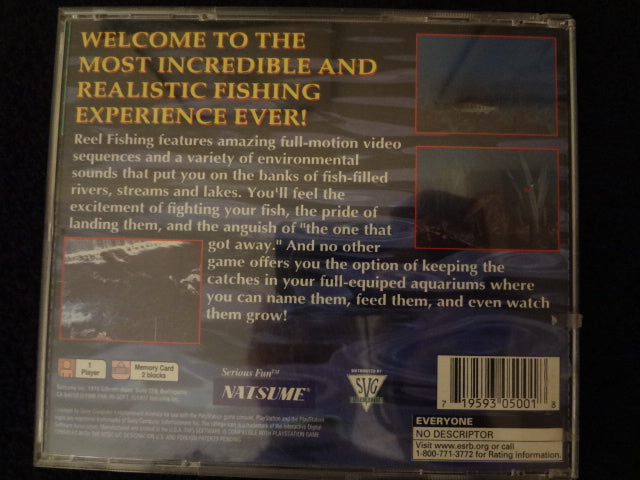 WELCOME TO THE
MOST INCREDIBLE AND
REALISTIC FISHING
EXPERIENCE EVER!
Reel Fishing features amazing full-motion video
sequences and a variety of environmental
sounds that put you on the banks of fish-filled
rivers, streams and lakes. You'll feel the
excitement of fighting your fish, the pride of
landing them, and the anguish of "the one that
got away." And no other
game offers you the option of keeping the
catches in your full-equiped aquariums where
you can name them, feed them, and even watch
them grow!
1
Player
Memory Card
2 blocks
Serious Fun™
NATSUME
DISTRIBUTED BY
SVG
7 19593 05001 8
EVERYONE
NO DESCRIPTOR
Visit www.esrb.org or call
1-800-771-3772 for Rating information.